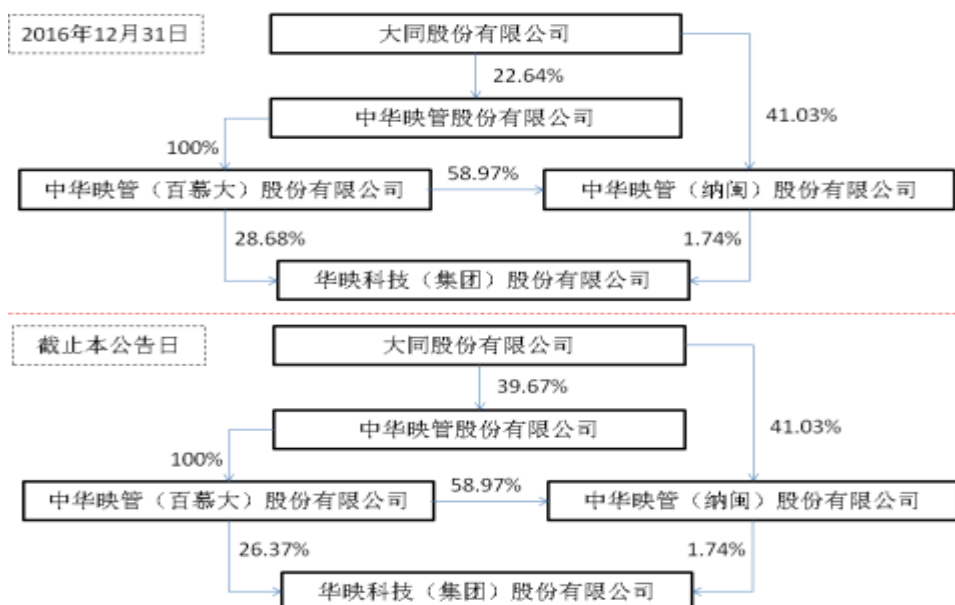 2016年12月31日
大同股份有限公司
22.64%
中华映管股份有限公司
41.03%
100%
中华映管（百慕大）股份有限公司
58.97%
中华映管（纳闽）股份有限公司
28.68%
1.74%
华映科技（集团）股份有限公司
截止本公告日
大同股份有限公司
39.67%
中华映管股份有限公司
41.03%
100%
中华映管（百慕大）股份有限公司
58.97%
中华映管（纳闽）股份有限公司
26.37%
1.74%
华映科技（集团）股份有限公司